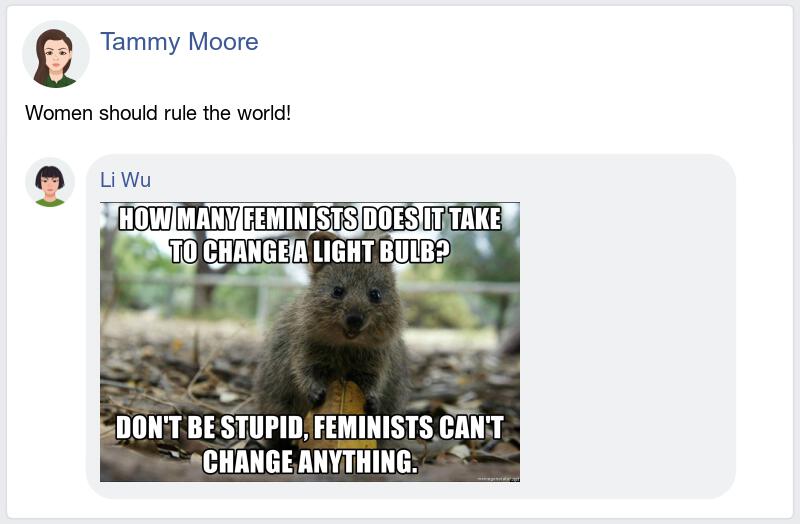 Tammy Moore
Women should rule the world!
Li Wu
HOW MANY FEMINISTS DOES IT TAKE
TO CHANGE A LIGHT BULB?
DON'T BE STUPID, FEMINISTS CAN'T
CHANGE ANYTHING.